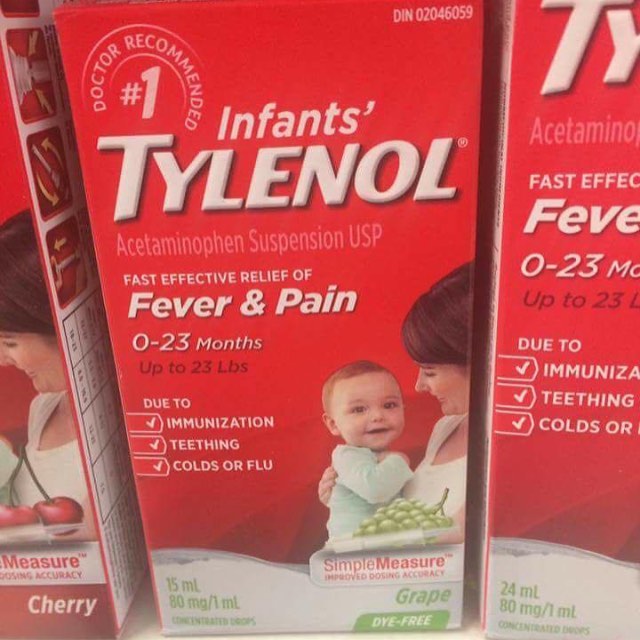 DIN 02046059
DOCTOR RECOMMENDED
#1
Infants'
TYLENOL®
Acetaminophen Suspension USP
FAST EFFECTIVE RELIEF OF
Fever & Pain
0-23 Months
Up to 23 Lbs
DUE TO
IMMUNIZATION
TEETHING
COLDS OR FLU
SimpleMeasure™
IMPROVED DOSING ACCURACY
15 mL
80 mg/1 mL
CONCENTRATED DROPS
Grape
DYE-FREE
eMeasure™
DOSING ACCURACY
Cherry
TY
Acetaminop
FAST EFFEC
Feve
0-23 Mo
Up to 23 L
DUE TO
IMMUNIZA
TEETHING
COLDS OR
24 mL
80 mg/1 mL
CONCENTRATED DROPS